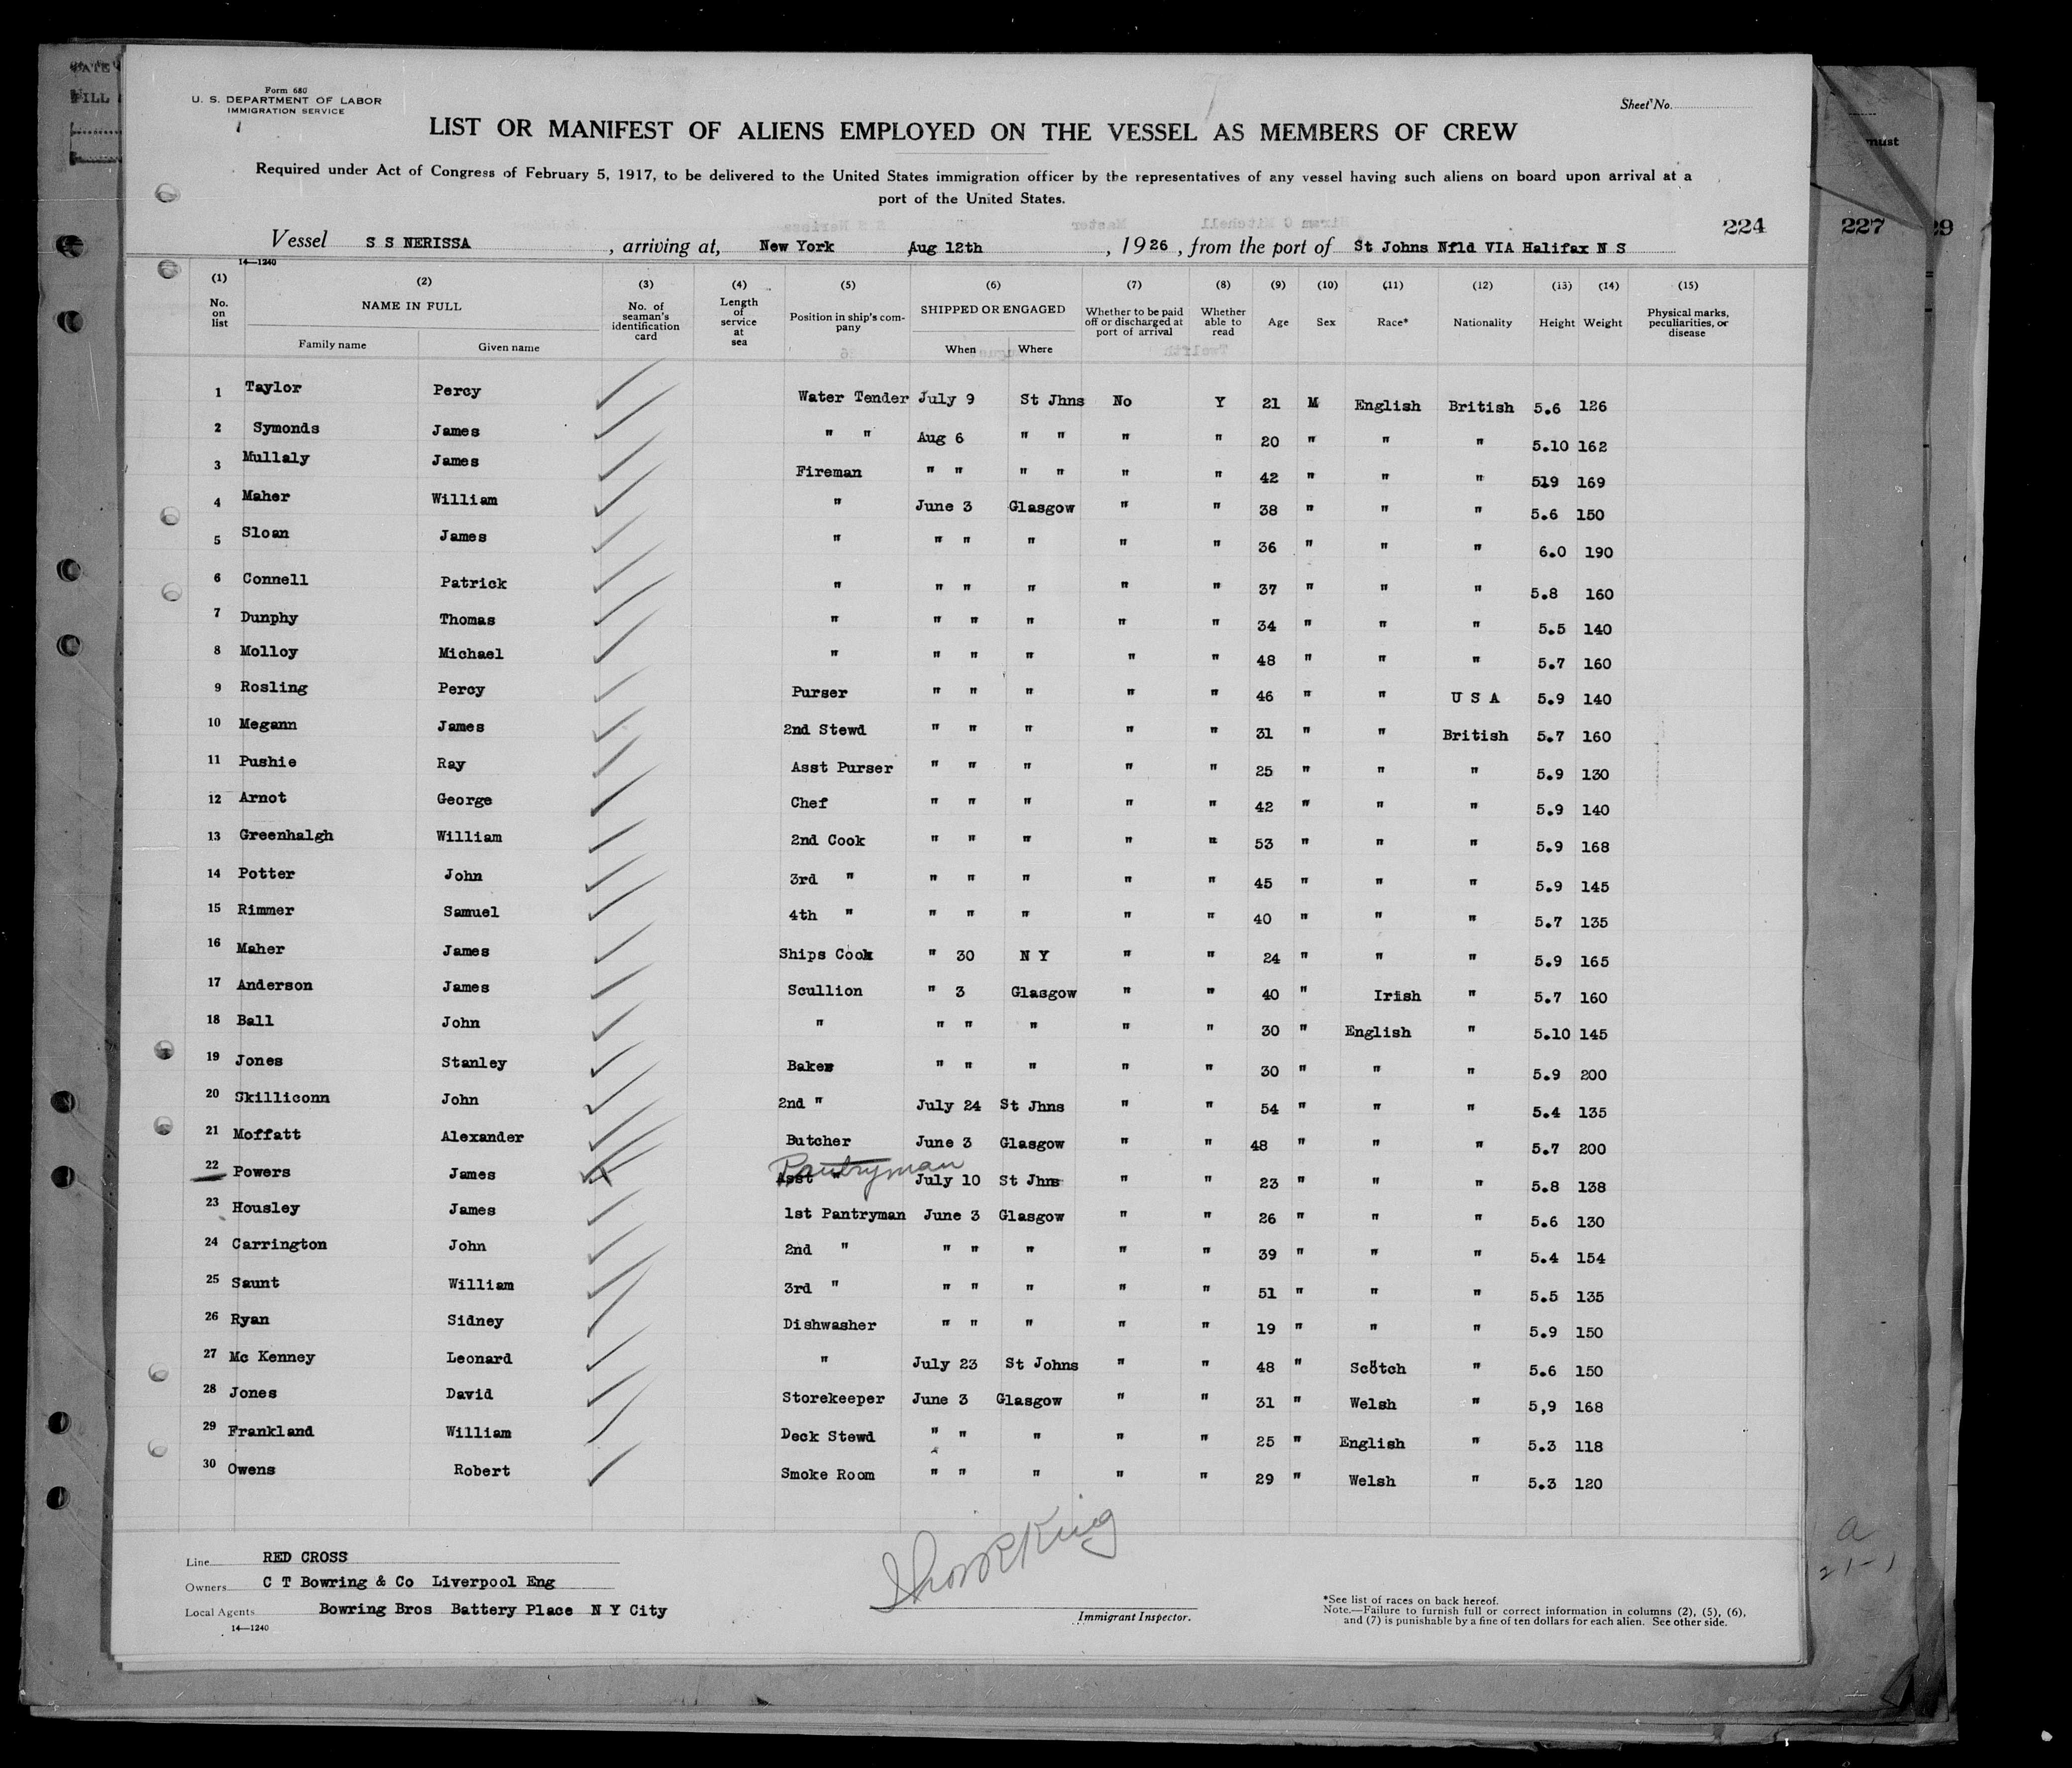 Form 680
U. S. DEPARTMENT OF LABOR
IMMIGRATION SERVICE
Sheet No.
LIST OR MANIFEST OF ALIENS EMPLOYED ON THE VESSEL AS MEMBERS OF CREW
Required under Act of Congress of February 5, 1917, to be delivered to the United States immigration officer by the representatives of any vessel having such aliens on board upon arrival at a
port of the United States.
224 227 29
Vessel S S NERISSA, arriving at, New York Aug 12th, 1926, from the port of St Johns Nfld VIA Halifax N S
14—1240
(1) No. on list (2) NAME IN FULL Family name Given name (3) No. of seaman's identification card (4) Length of service at sea (5) Position in ship's company (6) SHIPPED OR ENGAGED When Where (7) Whether to be paid off or discharged at port of arrival (8) Whether able to read (9) Age (10) Sex (11) Race* (12) Nationality (13) Height (14) Weight (15) Physical marks, peculiarities, or disease
1 Taylor Percy Water Tender July 9 St Jhns No Y 21 M English British 5.6 126
2 Symonds James " " Aug 6 " " " " 20 " " " 5.10 162
3 Mullaly James Fireman " " " " " " 42 " " " 519 169
4 Maher William " June 3 Glasgow " " 38 " " " 5.6 150
5 Sloan James " " " " " " 36 " " " 6.0 190
6 Connell Patrick " " " " " " 37 " " " 5.8 160
7 Dunphy Thomas " " " " " " 34 " " " 5.5 140
8 Molloy Michael " " " " " " 48 " " " 5.7 160
9 Rosling Percy Purser " " " " " 46 " " U S A 5.9 140
10 Megann James 2nd Stewd " " " " " 31 " " British 5.7 160
11 Pushie Ray Asst Purser " " " " " 25 " " " 5.9 130
12 Arnot George Chef " " " " " 42 " " " 5.9 140
13 Greenhalgh William 2nd Cook " " " " " 53 " " " 5.9 168
14 Potter John 3rd " " " " " " 45 " " " 5.9 145
15 Rimmer Samuel 4th " " " " " " 40 " " " 5.7 135
16 Maher James Ships Cook " 30 N Y " " 24 " " " 5.9 165
17 Anderson James Scullion " 3 Glasgow " " 40 " Irish " 5.7 160
18 Ball John " " " " " " 30 " English " 5.10 145
19 Jones Stanley Baker " " " " " 30 " " " 5.9 200
20 Skilliconn John 2nd " July 24 St Jhns " " 54 " " " 5.4 135
21 Moffatt Alexander Butcher June 3 Glasgow " " 48 " " " 5.7 200
22 Powers James Asst " Pantryman July 10 St Jhns " " 23 " " " 5.8 138
23 Housley James 1st Pantryman June 3 Glasgow " " 26 " " " 5.6 130
24 Carrington John 2nd " " " " " " 39 " " " 5.4 154
25 Saunt William 3rd " " " " " " 51 " " " 5.5 135
26 Ryan Sidney Dishwasher " " " " " 19 " " " 5.9 150
27 Mc Kenney Leonard " July 23 St Johns " " 48 " Scotch " 5.6 150
28 Jones David Storekeeper June 3 Glasgow " " 31 " Welsh " 5,9 168
29 Frankland William Deck Stewd " " " " " 25 " English " 5.3 118
30 Owens Robert Smoke Room " " " " " 29 " Welsh " 5.3 120
Line RED CROSS
Owners C T Bowring & Co Liverpool Eng
Local Agents Bowring Bros Battery Place N Y City
14—1240
Immigrant Inspector.
*See list of races on back hereof.
Note.—Failure to furnish full or correct information in columns (2), (5), (6),
and (7) is punishable by a fine of ten dollars for each alien. See other side.
must